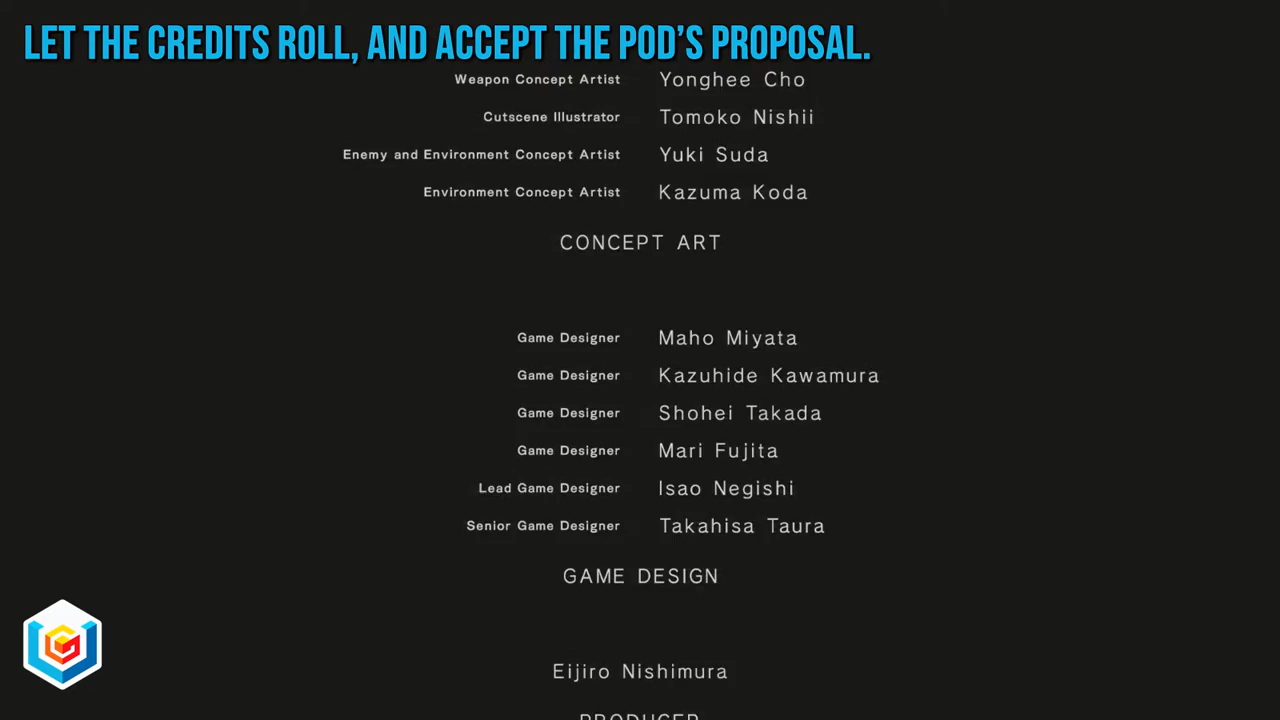 LET THE CREDITS ROLL, AND ACCEPT THE POD'S PROPOSAL.
Weapon Concept Artist Yonghee Cho
Cutscene Illustrator Tomoko Nishii
Enemy and Environment Concept Artist Yuki Suda
Environment Concept Artist Kazuma Koda
CONCEPT ART
Game Designer Maho Miyata
Game Designer Kazuhide Kawamura
Game Designer Shohei Takada
Game Designer Mari Fujita
Lead Game Designer Isao Negishi
Senior Game Designer Takahisa Taura
GAME DESIGN
Eijiro Nishimura
PRODUCER